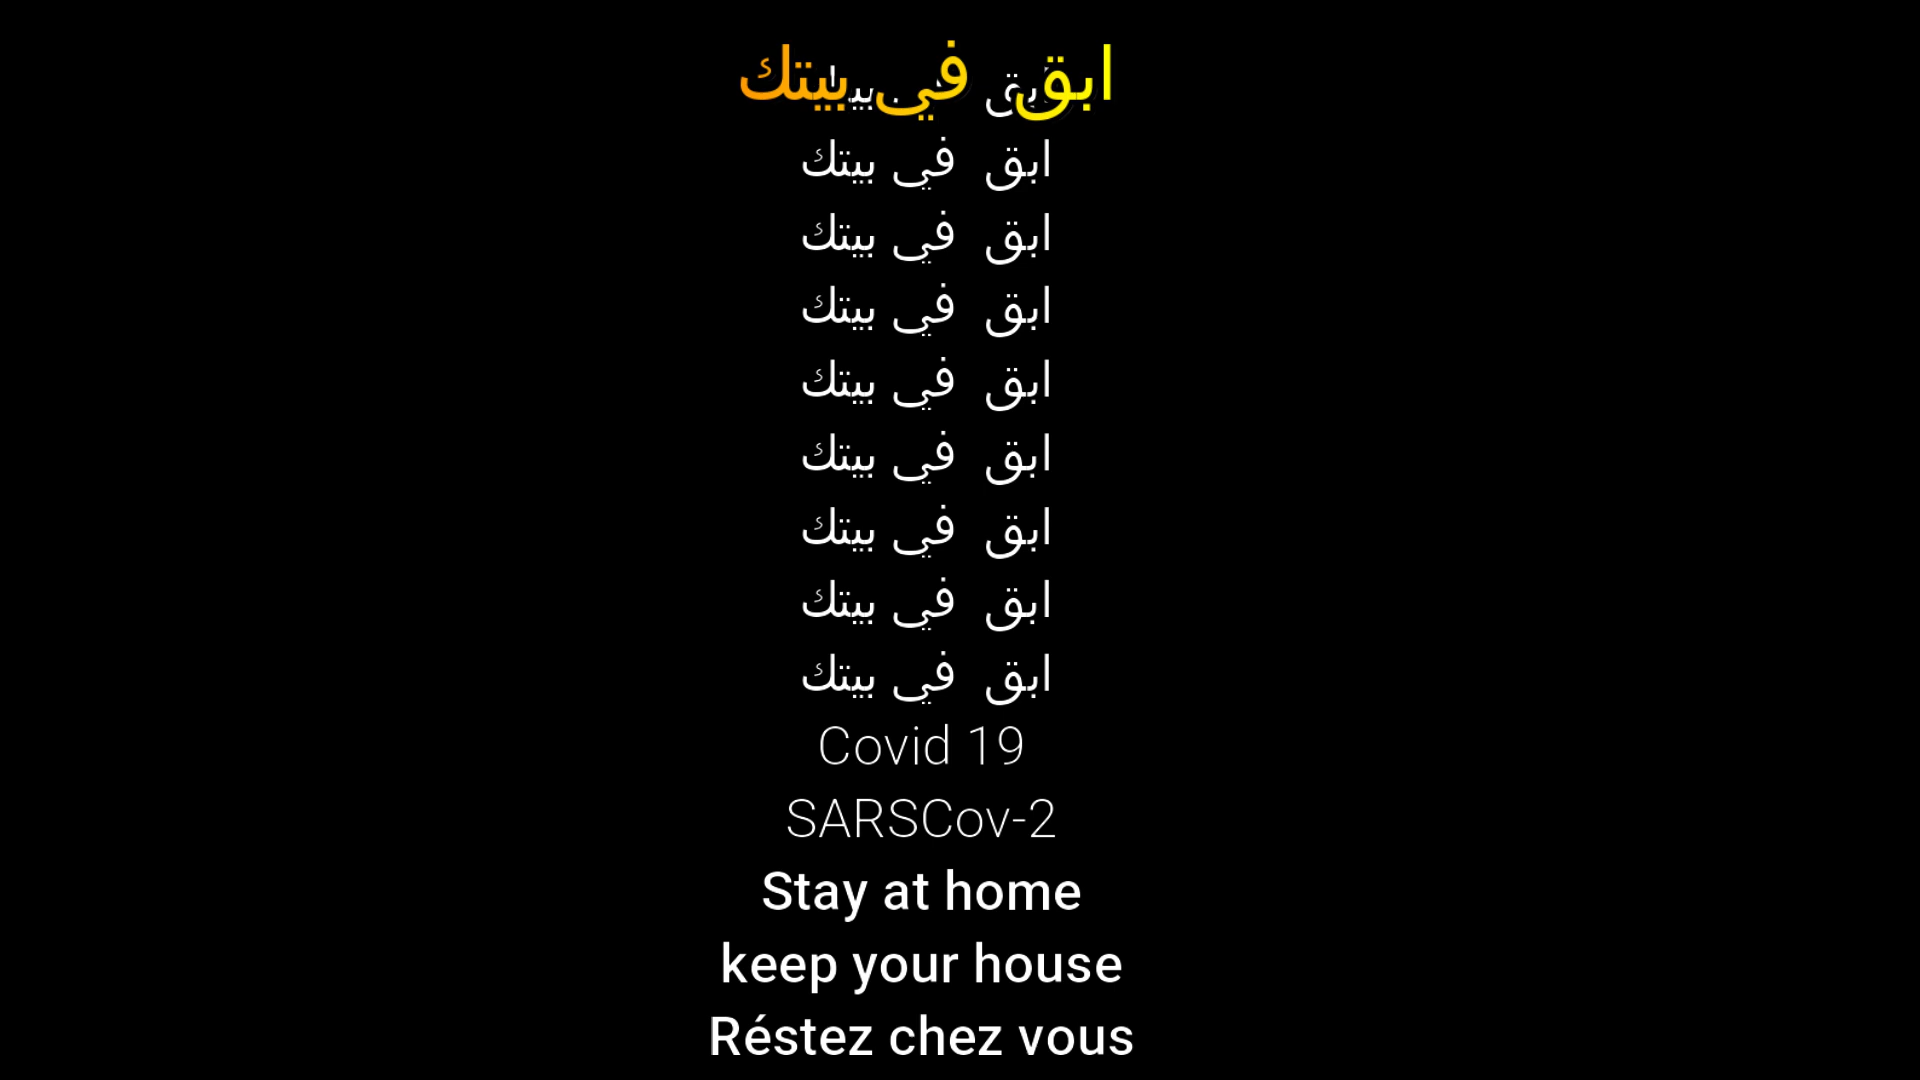 ابق في بيتك
ابق في بيتك
ابق في بيتك
ابق في بيتك
ابق في بيتك
ابق في بيتك
ابق في بيتك
ابق في بيتك
ابق في بيتك
Covid 19
SARSCov-2
Stay at home
keep your house
Réstez chez vous